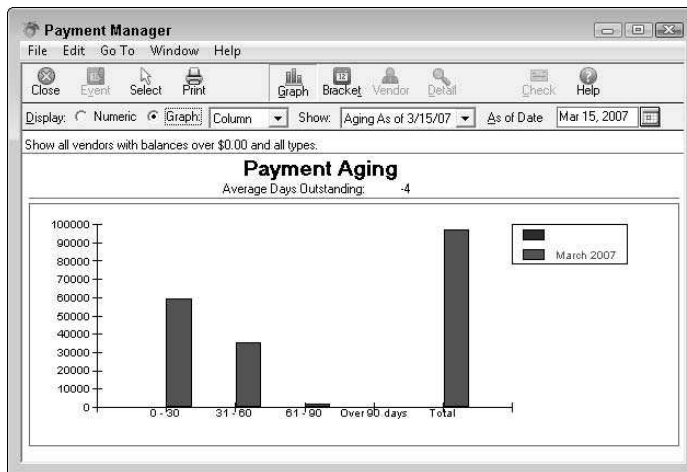 Payment Manager
File Edit Go To Window Help
Close Event Select Print Graph Bracket Vendor Detail Check Help
Display: Numeric Graph: Column Show: Aging As of 3/15/07 As of Date Mar 15, 2007
Show all vendors with balances over $0.00 and all types.
Payment Aging
Average Days Outstanding: -4
100000
90000
80000
70000
60000
50000
40000
30000
20000
10000
0
0 - 30 31 - 60 61 - 90 Over 90 days Total
March 2007